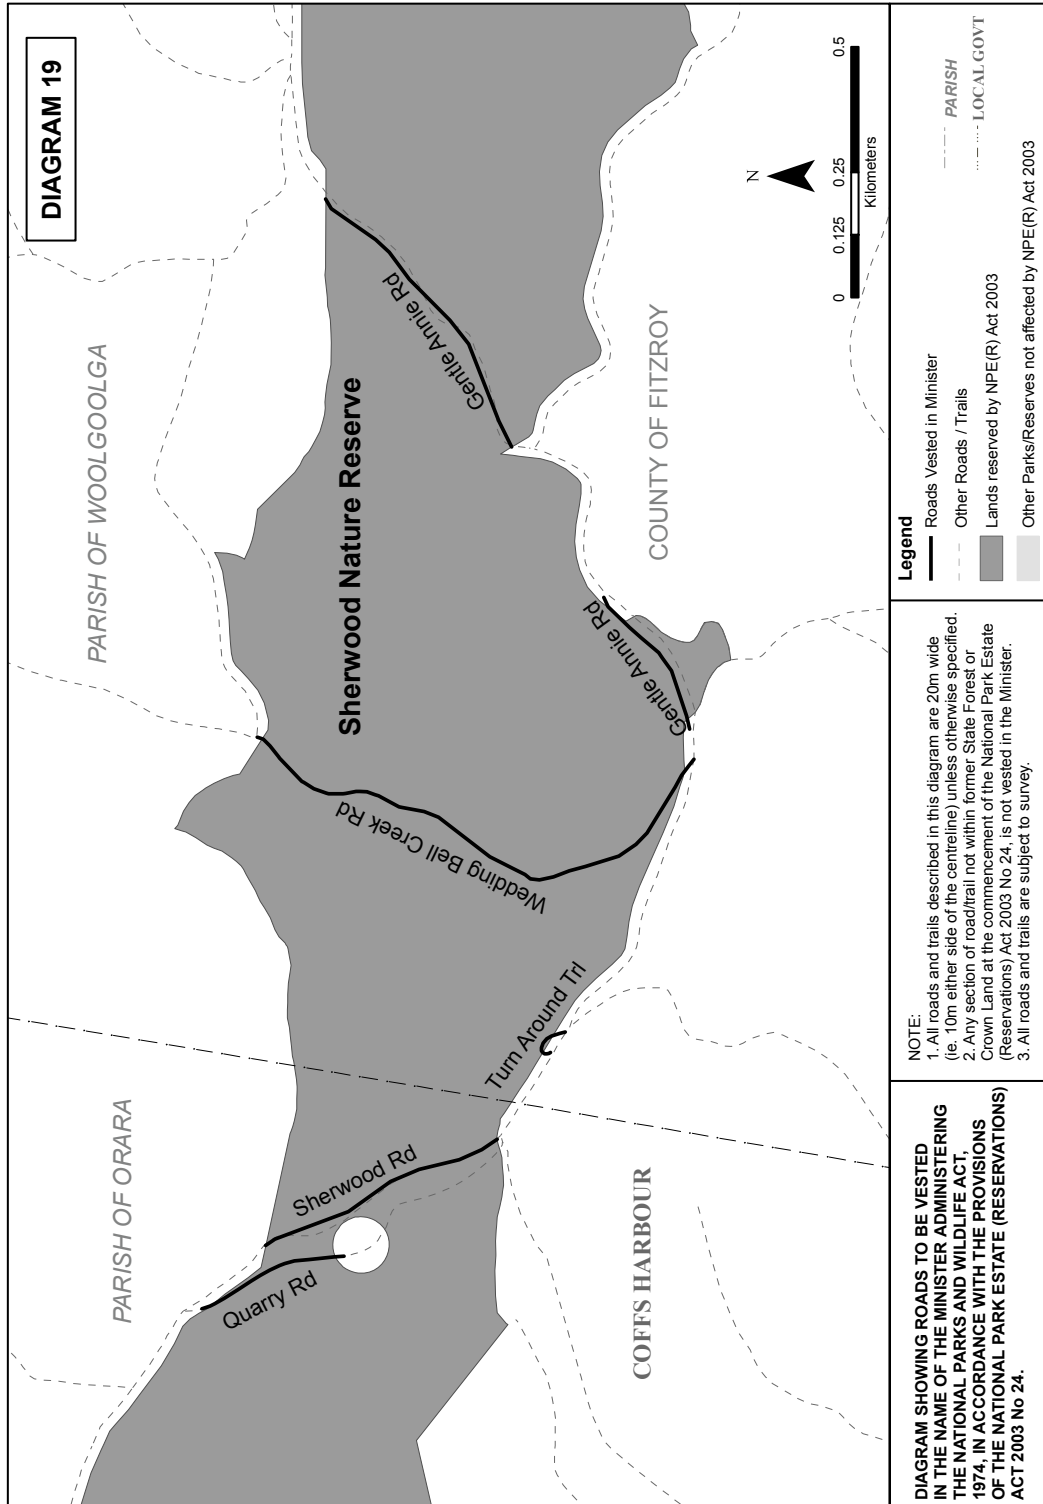 DIAGRAM 19
PARISH OF WOOLGOOLGA
PARISH OF ORARA
Sherwood Nature Reserve
Gentle Annie Rd
Gentle Annie Rd
Wedding Bell Creek Rd
Turn Around Trl
Sherwood Rd
Quarry Rd
COUNTY OF FITZROY
COFFS HARBOUR
N
0 0.125 0.25 0.5
Kilometers
DIAGRAM SHOWING ROADS TO BE VESTED
IN THE NAME OF THE MINISTER ADMINISTERING
THE NATIONAL PARKS AND WILDLIFE ACT,
1974, IN ACCORDANCE WITH THE PROVISIONS
OF THE NATIONAL PARK ESTATE (RESERVATIONS)
ACT 2003 No 24.
NOTE:
1. All roads and trails described in this diagram are 20m wide
(ie. 10m either side of the centreline) unless otherwise specified.
2. Any section of road/trail not within former State Forest or
Crown Land at the commencement of the National Park Estate
(Reservations) Act 2003 No 24, is not vested in the Minister.
3. All roads and trails are subject to survey.
Legend
Roads Vested in Minister
Other Roads / Trails
Lands reserved by NPE(R) Act 2003
Other Parks/Reserves not affected by NPE(R) Act 2003
PARISH
LOCAL GOVT